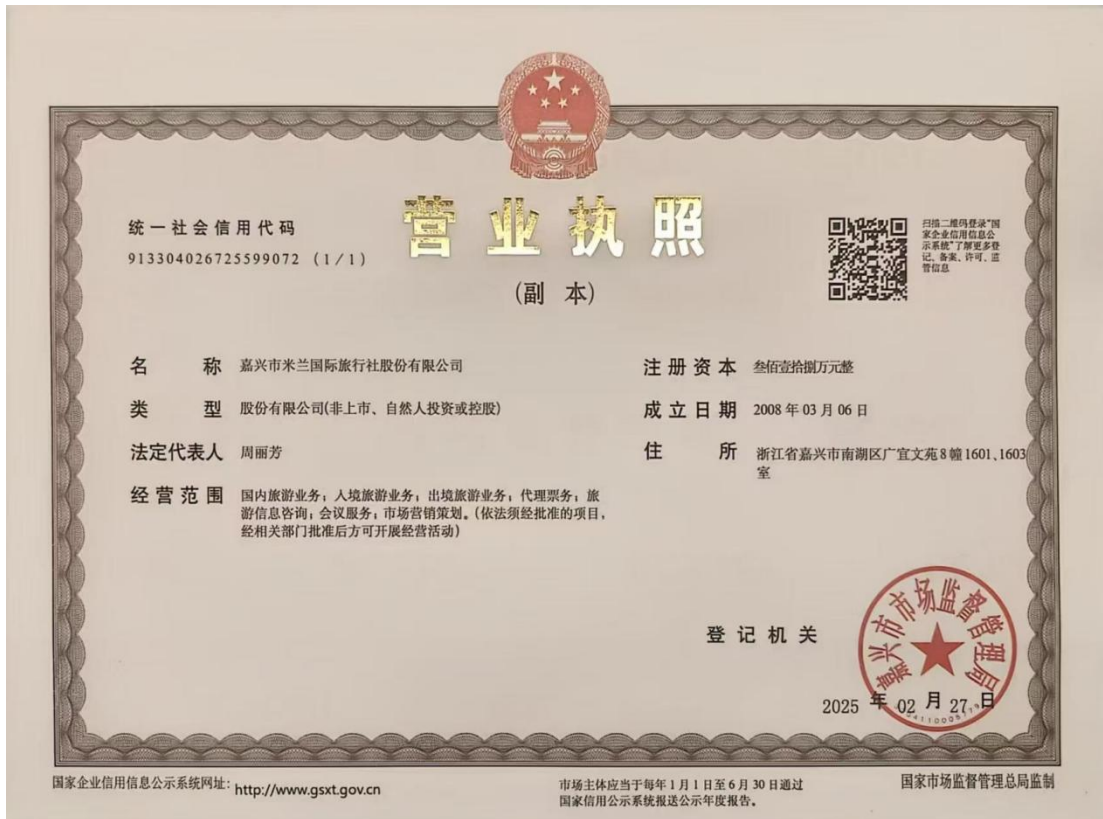 营业执照
(副 本)
统一社会信用代码
913304026725599072 (1/1)
扫描二维码登录"国
家企业信用信息公
示系统"了解更多登
记、备案、许可、监
管信息
名 称 嘉兴市米兰国际旅行社股份有限公司
类 型 股份有限公司(非上市、自然人投资或控股)
法定代表人 周丽芳
经营范围 国内旅游业务;入境旅游业务;出境旅游业务;代理票务;旅
游信息咨询;会议服务;市场营销策划。(依法须经批准的项目,
经相关部门批准后方可开展经营活动)
注册资本 叁佰壹拾捌万元整
成立日期 2008年03月06日
住 所 浙江省嘉兴市南湖区广宜文苑8幢1601、1603
室
登记机关
嘉兴市市场监督管理局
2025 年 02 月 27 日
国家企业信用信息公示系统网址:http://www.gsxt.gov.cn
市场主体应当于每年1月1日至6月30日通过
国家信用公示系统报送公示年度报告。
国家市场监督管理总局监制